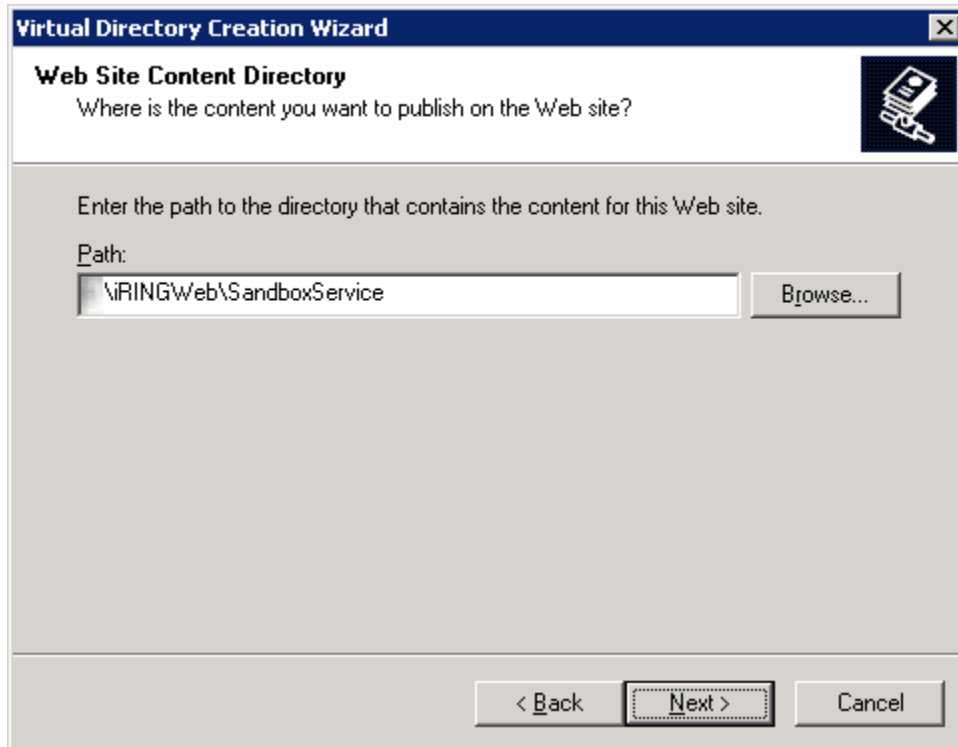 Virtual Directory Creation Wizard
Web Site Content Directory
Where is the content you want to publish on the Web site?
Enter the path to the directory that contains the content for this Web site.
Path:
\iRINGWeb\SandboxService
Browse...
< Back
Next >
Cancel